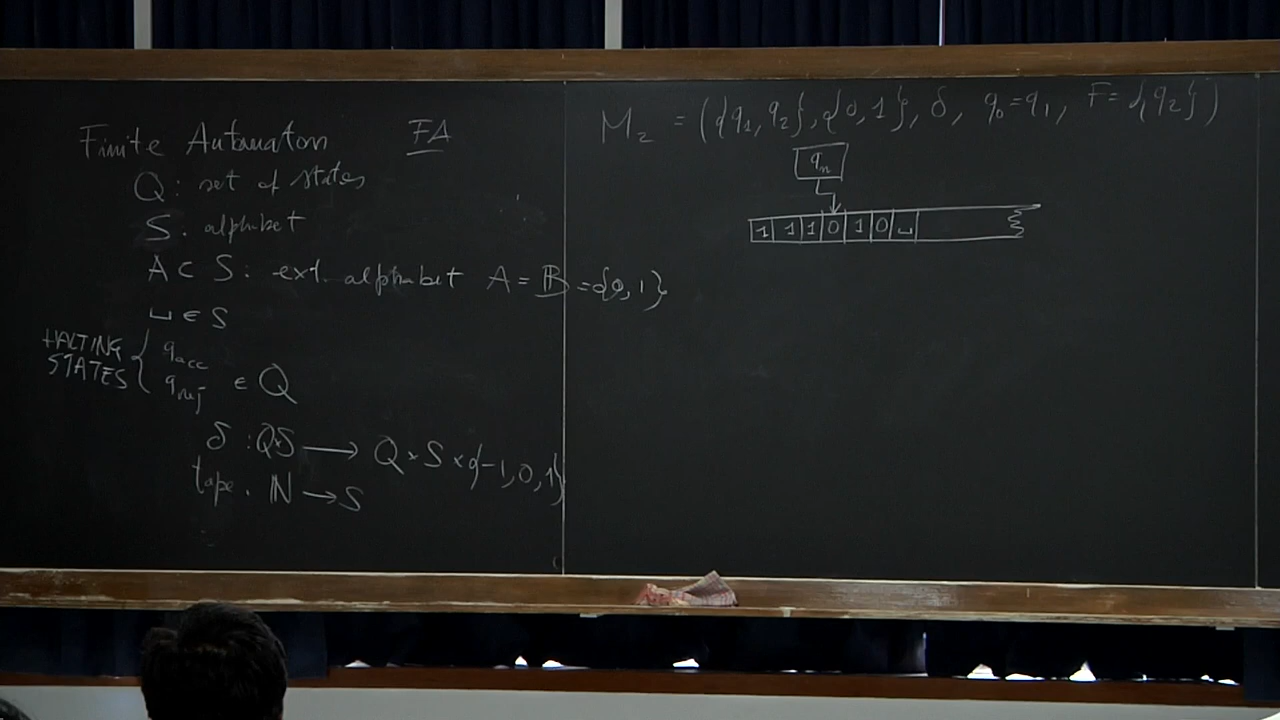 Finite Automaton FA
Q: set of states
S: alphabet
A ⊂ S: ext. alphabet A = 𝔹 = {0, 1}
␣ ∈ S
HALTING STATES { q_acc q_rej ∈ Q
δ : Q×S ⟶ Q × S × {-1, 0, 1}
tape: ℕ → S
M₂ = ({q₁, q₂}, {0, 1}, δ, q₀=q₁, F={q₂})
q_n
1 1 1 0 1 0 ␣